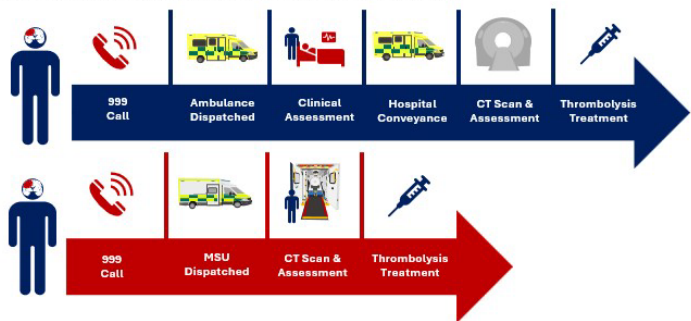 999
Call
Ambulance
Dispatched
Clinical
Assessment
Hospital
Conveyance
CT Scan &
Assessment
Thrombolysis
Treatment
999
Call
MSU
Dispatched
CT Scan &
Assessment
Thrombolysis
Treatment